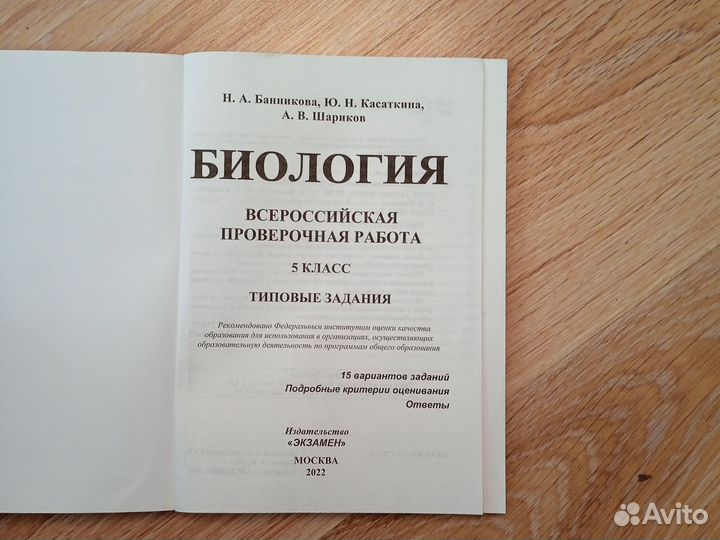 Н. А. Банникова, Ю. Н. Касаткина,
А. В. Шариков
БИОЛОГИЯ
ВСЕРОССИЙСКАЯ
ПРОВЕРОЧНАЯ РАБОТА
5 КЛАСС
ТИПОВЫЕ ЗАДАНИЯ
Рекомендовано Федеральным институтом оценки качества
образования для использования в организациях, осуществляющих
образовательную деятельность по программам общего образования
15 вариантов заданий
Подробные критерии оценивания
Ответы
Издательство
«ЭКЗАМЕН»
МОСКВА
2022
Avito